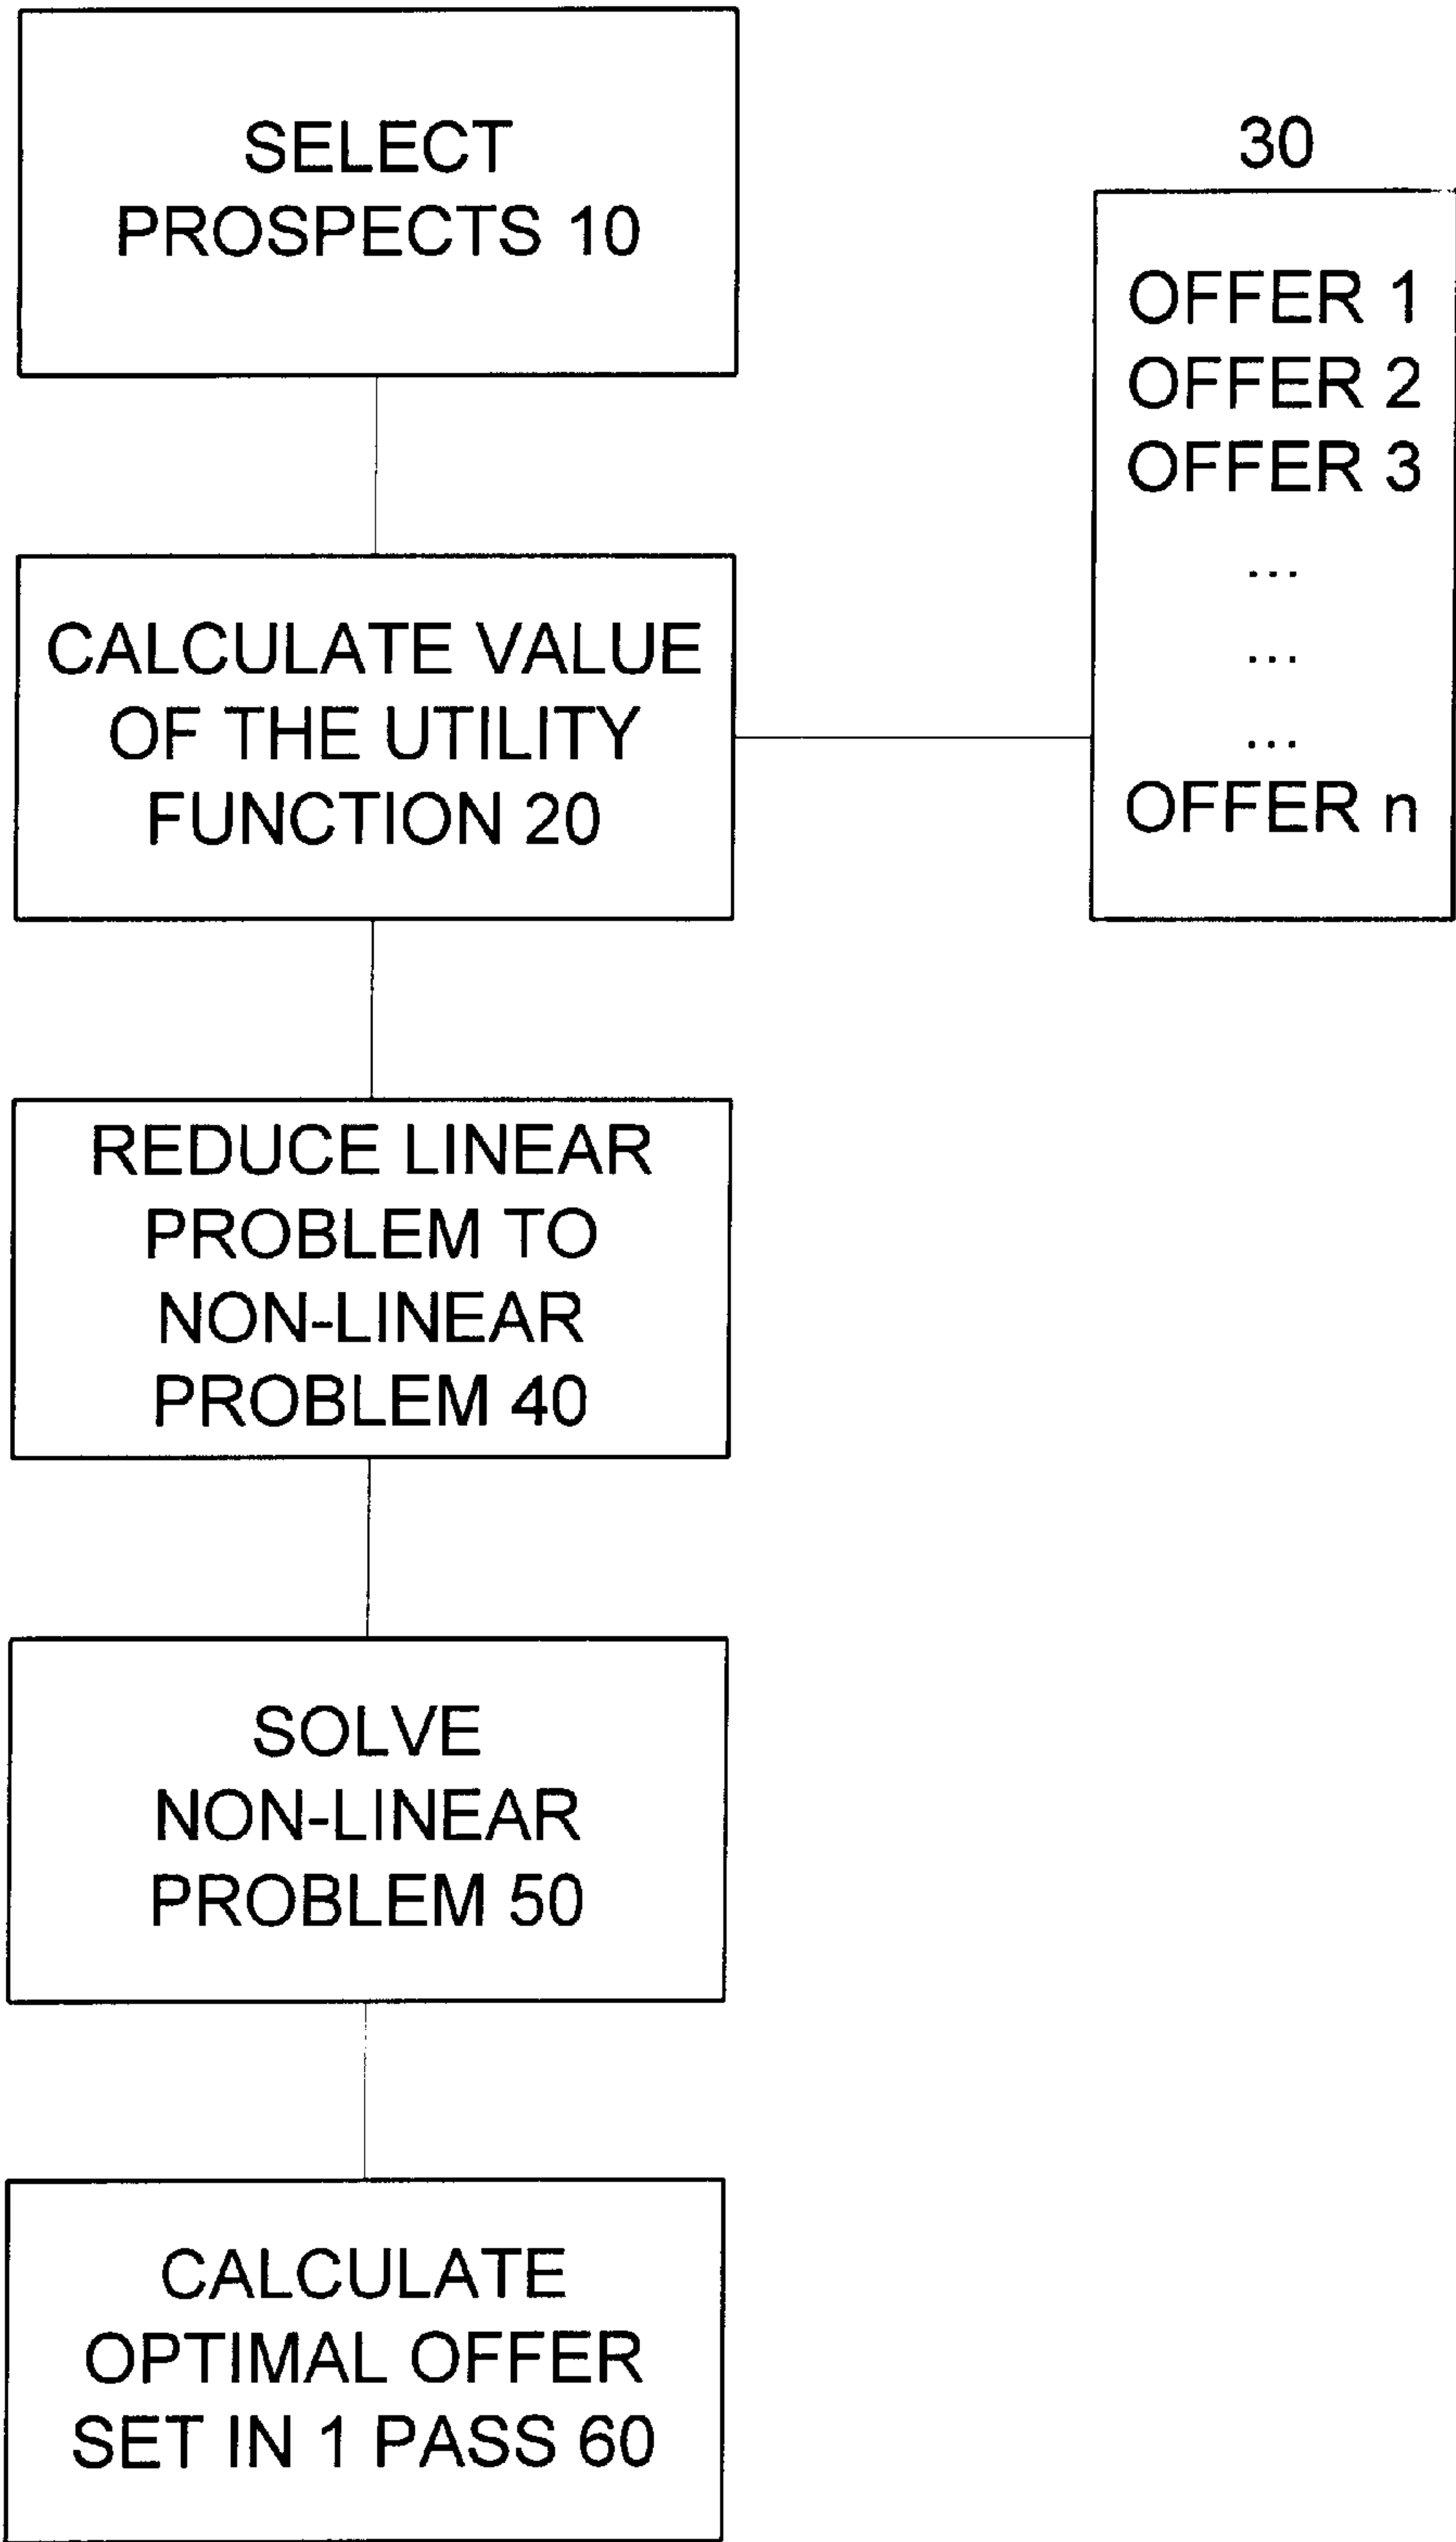 SELECT
PROSPECTS 10
30
OFFER 1
OFFER 2
OFFER 3
...
...
...
OFFER n
CALCULATE VALUE
OF THE UTILITY
FUNCTION 20
REDUCE LINEAR
PROBLEM TO
NON-LINEAR
PROBLEM 40
SOLVE
NON-LINEAR
PROBLEM 50
CALCULATE
OPTIMAL OFFER
SET IN 1 PASS 60